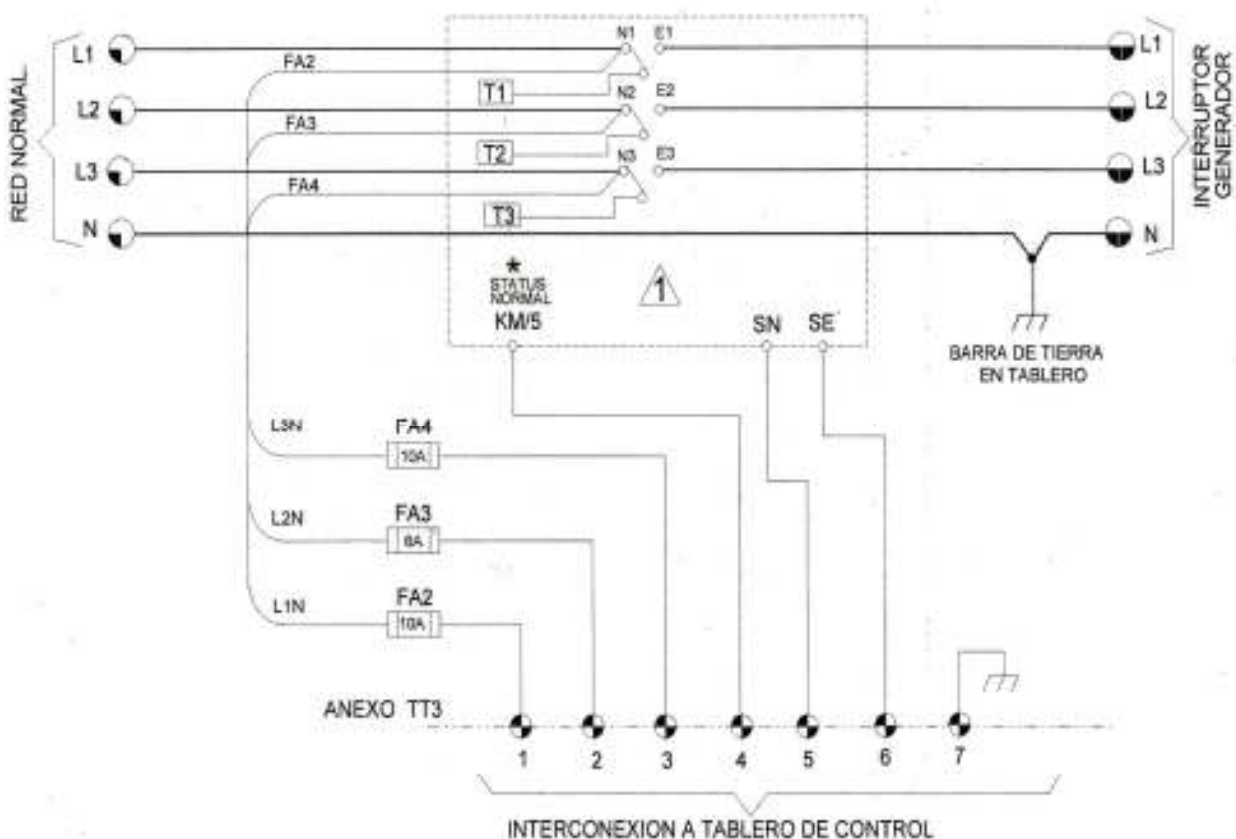 RED NORMAL
L1
L2
L3
N
FA2
FA3
FA4
N1 E1
T1
N2 E2
T2
N3 E3
T3
*
STATUS
NORMAL
KM/5
1
SN SE
L1
L2
L3
N
INTERRUPTOR
GENERADOR
BARRA DE TIERRA
EN TABLERO
L3N
FA4
10A
L2N
FA3
6A
L1N
FA2
10A
ANEXO TT3
1 2 3 4 5 6 7
INTERCONEXION A TABLERO DE CONTROL